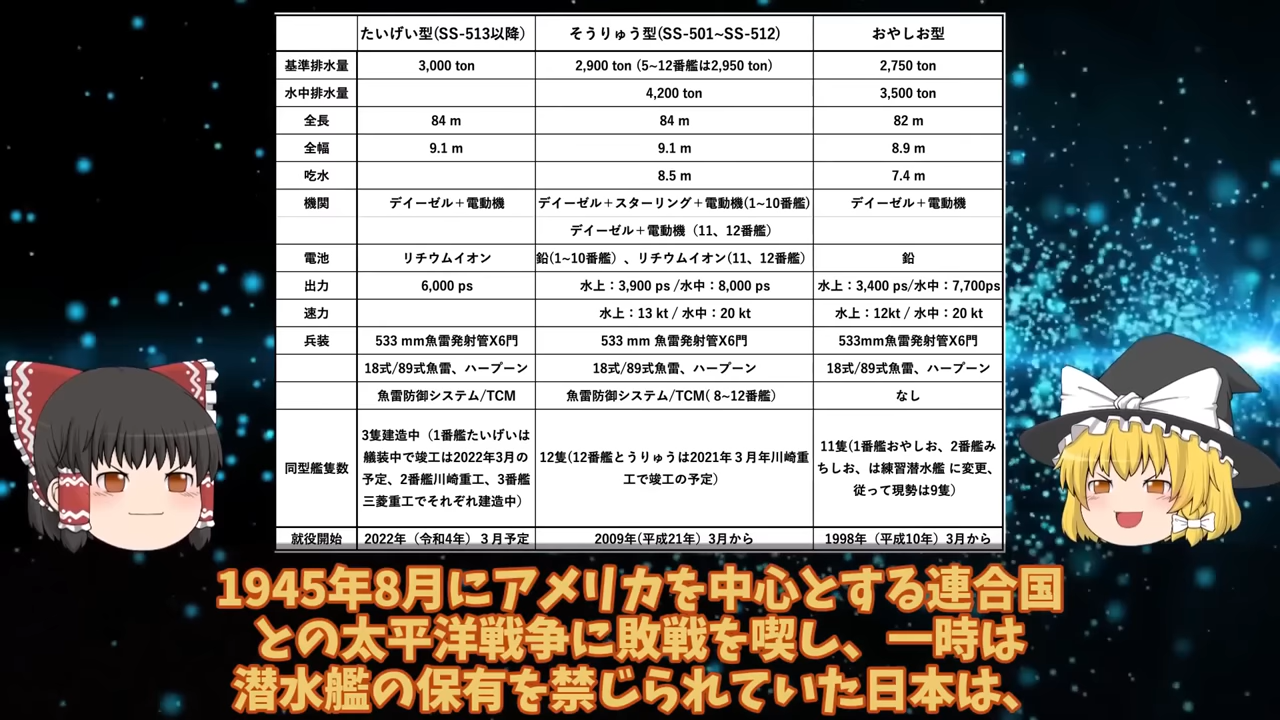 たいげい型(SS-513以降) そうりゅう型(SS-501~SS-512) おやしお型
基準排水量 3,000 ton 2,900 ton (5~12番艦は2,950 ton) 2,750 ton
水中排水量 4,200 ton 3,500 ton
全長 84 m 84 m 82 m
全幅 9.1 m 9.1 m 8.9 m
吃水 8.5 m 7.4 m
機関 デイーゼル＋電動機 デイーゼル＋スターリング＋電動機(1~10番艦) デイーゼル＋電動機
デイーゼル＋電動機（11、12番艦）
電池 リチウムイオン 鉛(1~10番艦）、リチウムイオン(11、12番艦） 鉛
出力 6,000 ps 水上：3,900 ps /水中：8,000 ps 水上：3,400 ps/水中：7,700ps
速力 水上：13 kt / 水中：20 kt 水上：12kt / 水中：20 kt
兵装 533 mm魚雷発射管X6門 533 mm 魚雷発射管X6門 533mm魚雷発射管X6門
18式/89式魚雷、ハープーン 18式/89式魚雷、ハープーン 18式/89式魚雷、ハープーン
魚雷防御システム/TCM 魚雷防御システム/TCM( 8~12番艦） なし
同型艦隻数 3隻建造中（1番艦たいげいは
艤装中で竣工は2022年3月の
予定、2番艦川崎重工、3番艦
三菱重工でそれぞれ建造中）
12隻(12番艦とうりゅうは2021年３月年川崎重
工で竣工の予定）
11隻(1番艦おやしお、2番艦み
ちしお、は練習潜水艦 に変更、
従って現勢は9隻）
就役開始 2022年（令和4年）３月予定 2009年(平成21年）3月から 1998年（平成10年）3月から
1945年8月にアメリカを中心とする連合国
との太平洋戦争に敗戦を喫し、一時は
潜水艦の保有を禁じられていた日本は、